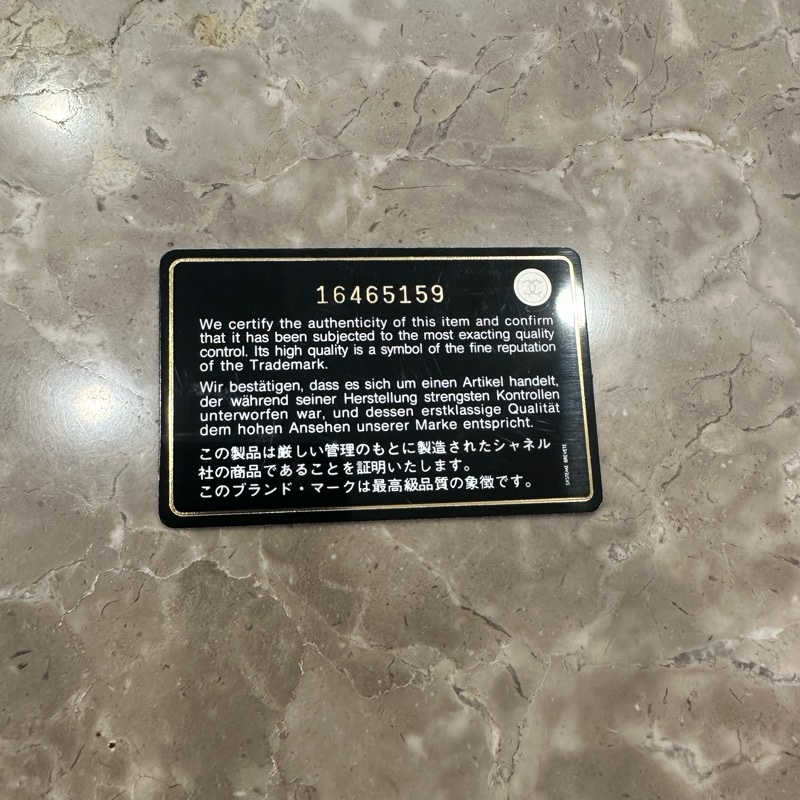 16465159
We certify the authenticity of this item and confirm
that it has been subjected to the most exacting quality
control. Its high quality is a symbol of the fine reputation
of the Trademark.
Wir bestätigen, dass es sich um einen Artikel handelt,
der während seiner Herstellung strengsten Kontrollen
unterworfen war, und dessen erstklassige Qualität
dem hohen Ansehen unserer Marke entspricht.
この製品は厳しい管理のもとに製造されたシャネル
社の商品であることを証明いたします。
このブランド・マークは最高級品質の象徴です。
SYSTEME BREVETE